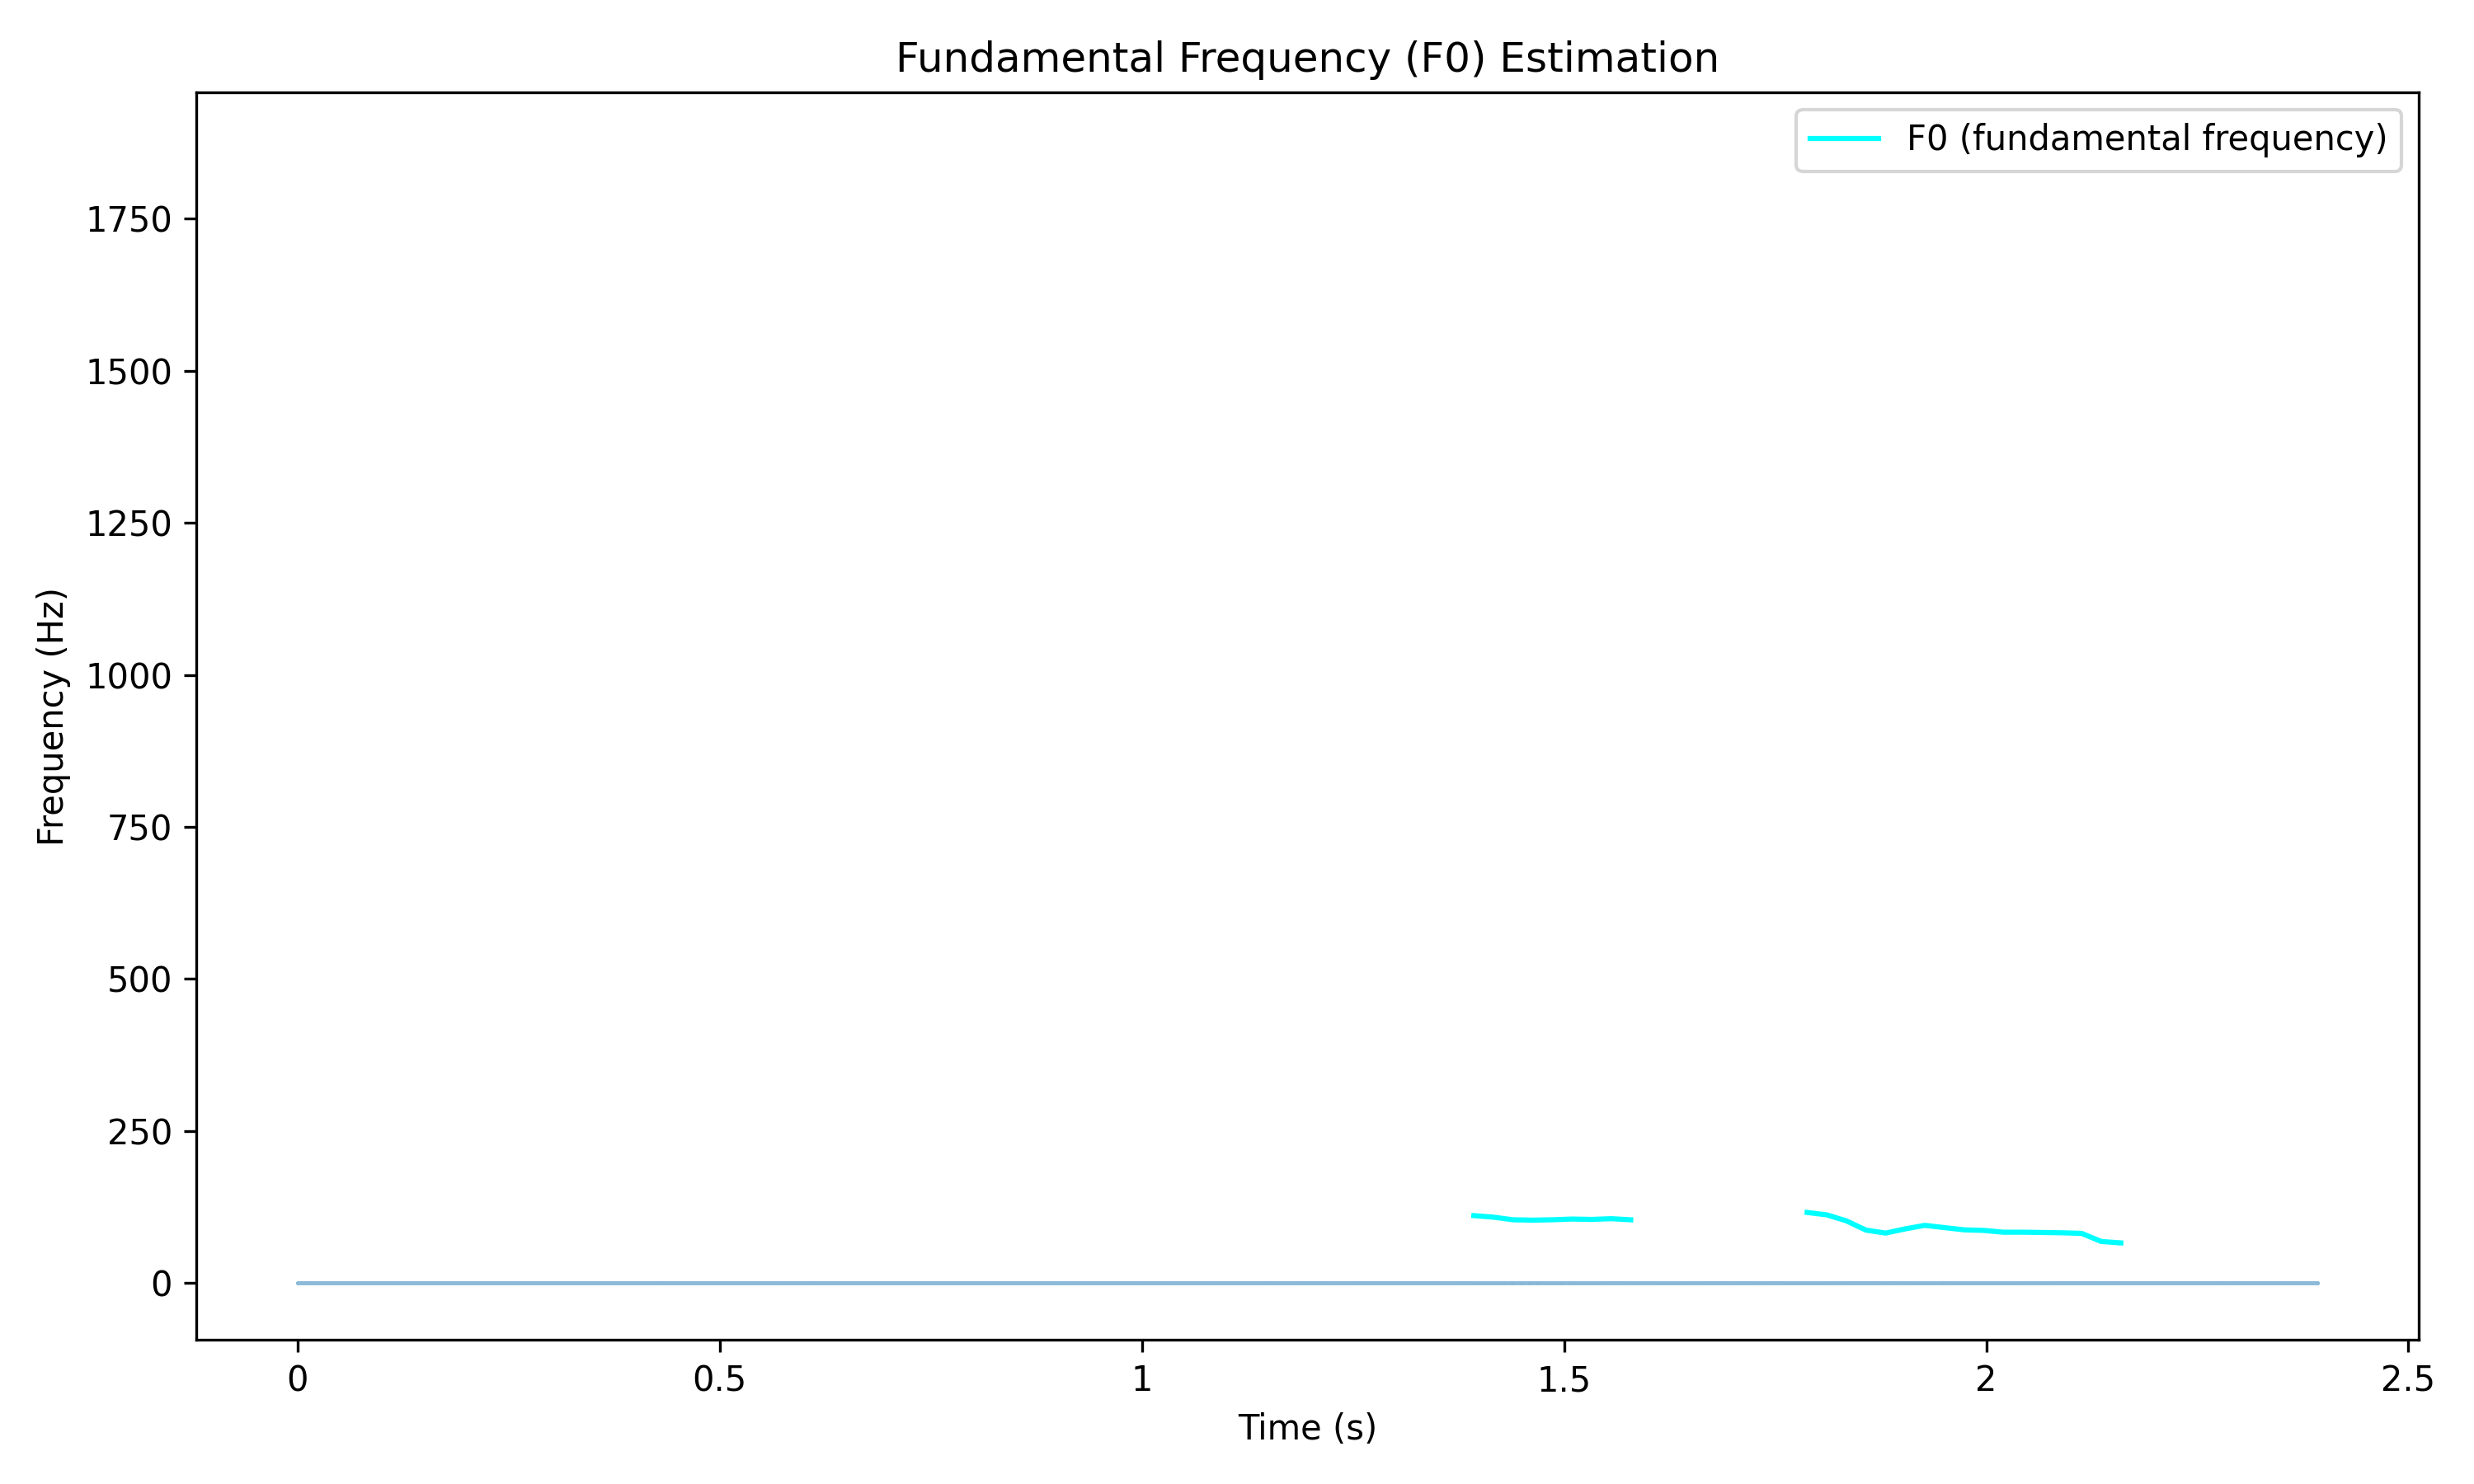 Fundamental Frequency (F0) Estimation
F0 (fundamental frequency)
1750
1500
1250
1000
750
500
250
0
Frequency (Hz)
0 0.5 1 1.5 2 2.5
Time (s)